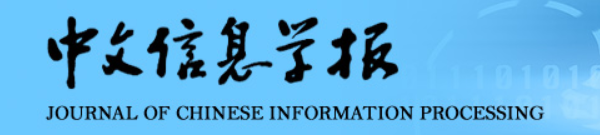 中文信息学报
JOURNAL OF CHINESE INFORMATION PROCESSING